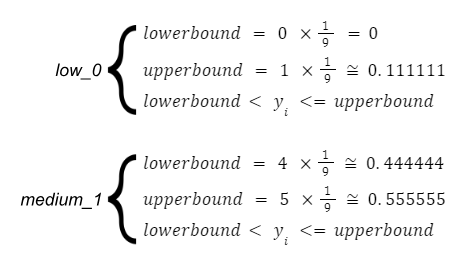 lowerbound = 0 × 1/9 = 0
low_0
upperbound = 1 × 1/9 ≅ 0.111111
lowerbound < y_i <= upperbound
lowerbound = 4 × 1/9 ≅ 0.444444
medium_1
upperbound = 5 × 1/9 ≅ 0.555555
lowerbound < y_i <= upperbound